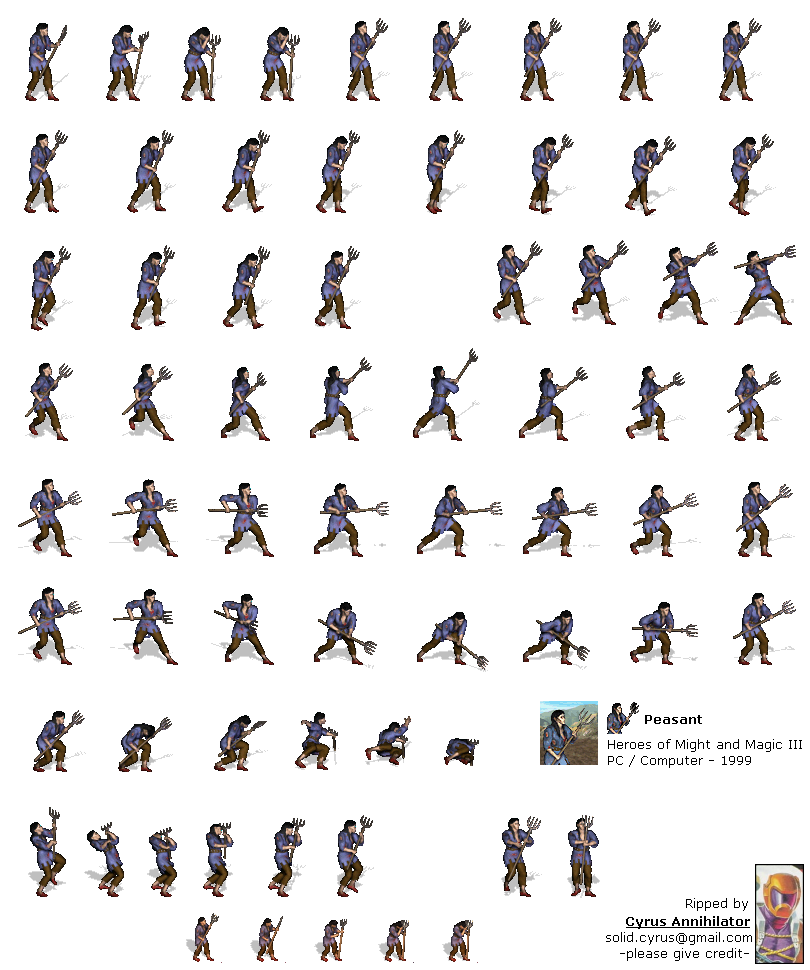 Peasant
Heroes of Might and Magic III
PC / Computer - 1999
Ripped by
Cyrus Annihilator
solid.cyrus@gmail.com
-please give credit-